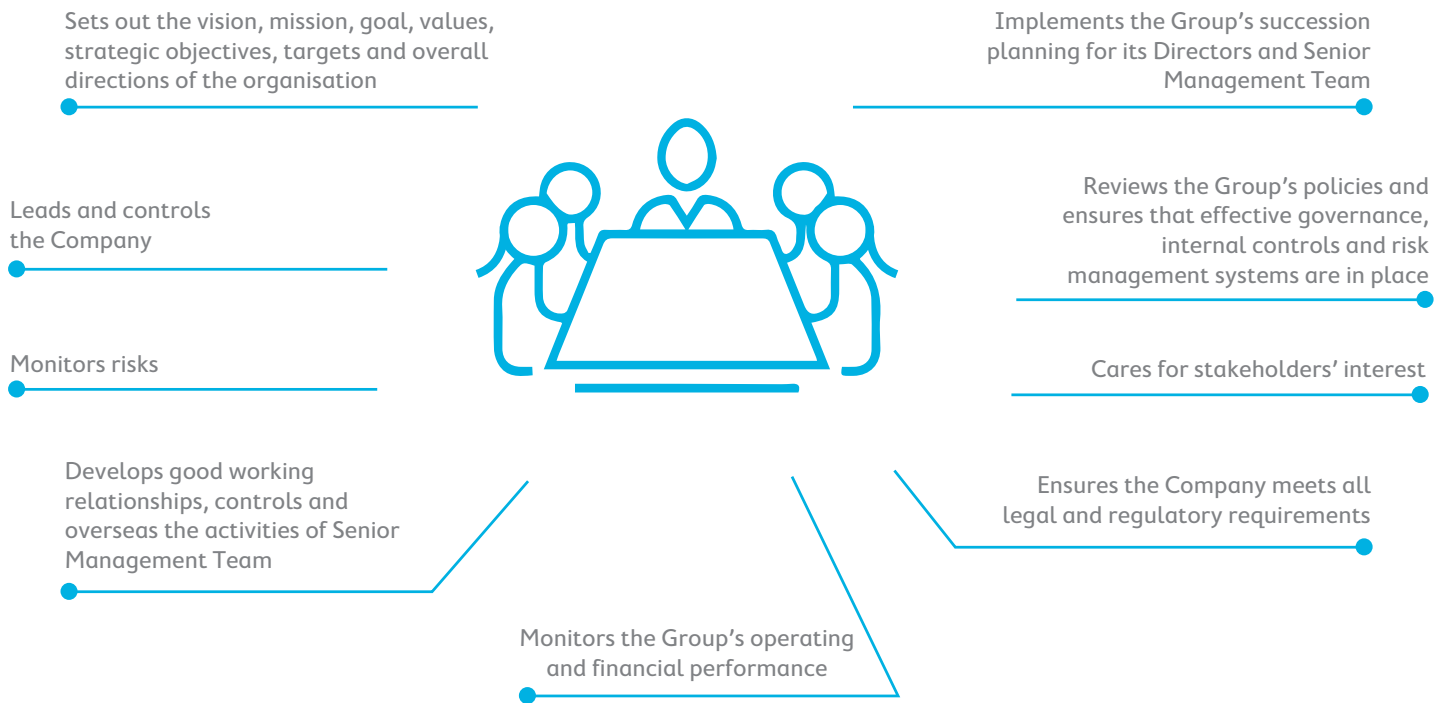 Sets out the vision, mission, goal, values,
strategic objectives, targets and overall
directions of the organisation
Implements the Group’s succession
planning for its Directors and Senior
Management Team
Leads and controls
the Company
Reviews the Group’s policies and
ensures that effective governance,
internal controls and risk
management systems are in place
Monitors risks
Cares for stakeholders’ interest
Develops good working
relationships, controls and
overseas the activities of Senior
Management Team
Ensures the Company meets all
legal and regulatory requirements
Monitors the Group’s operating
and financial performance